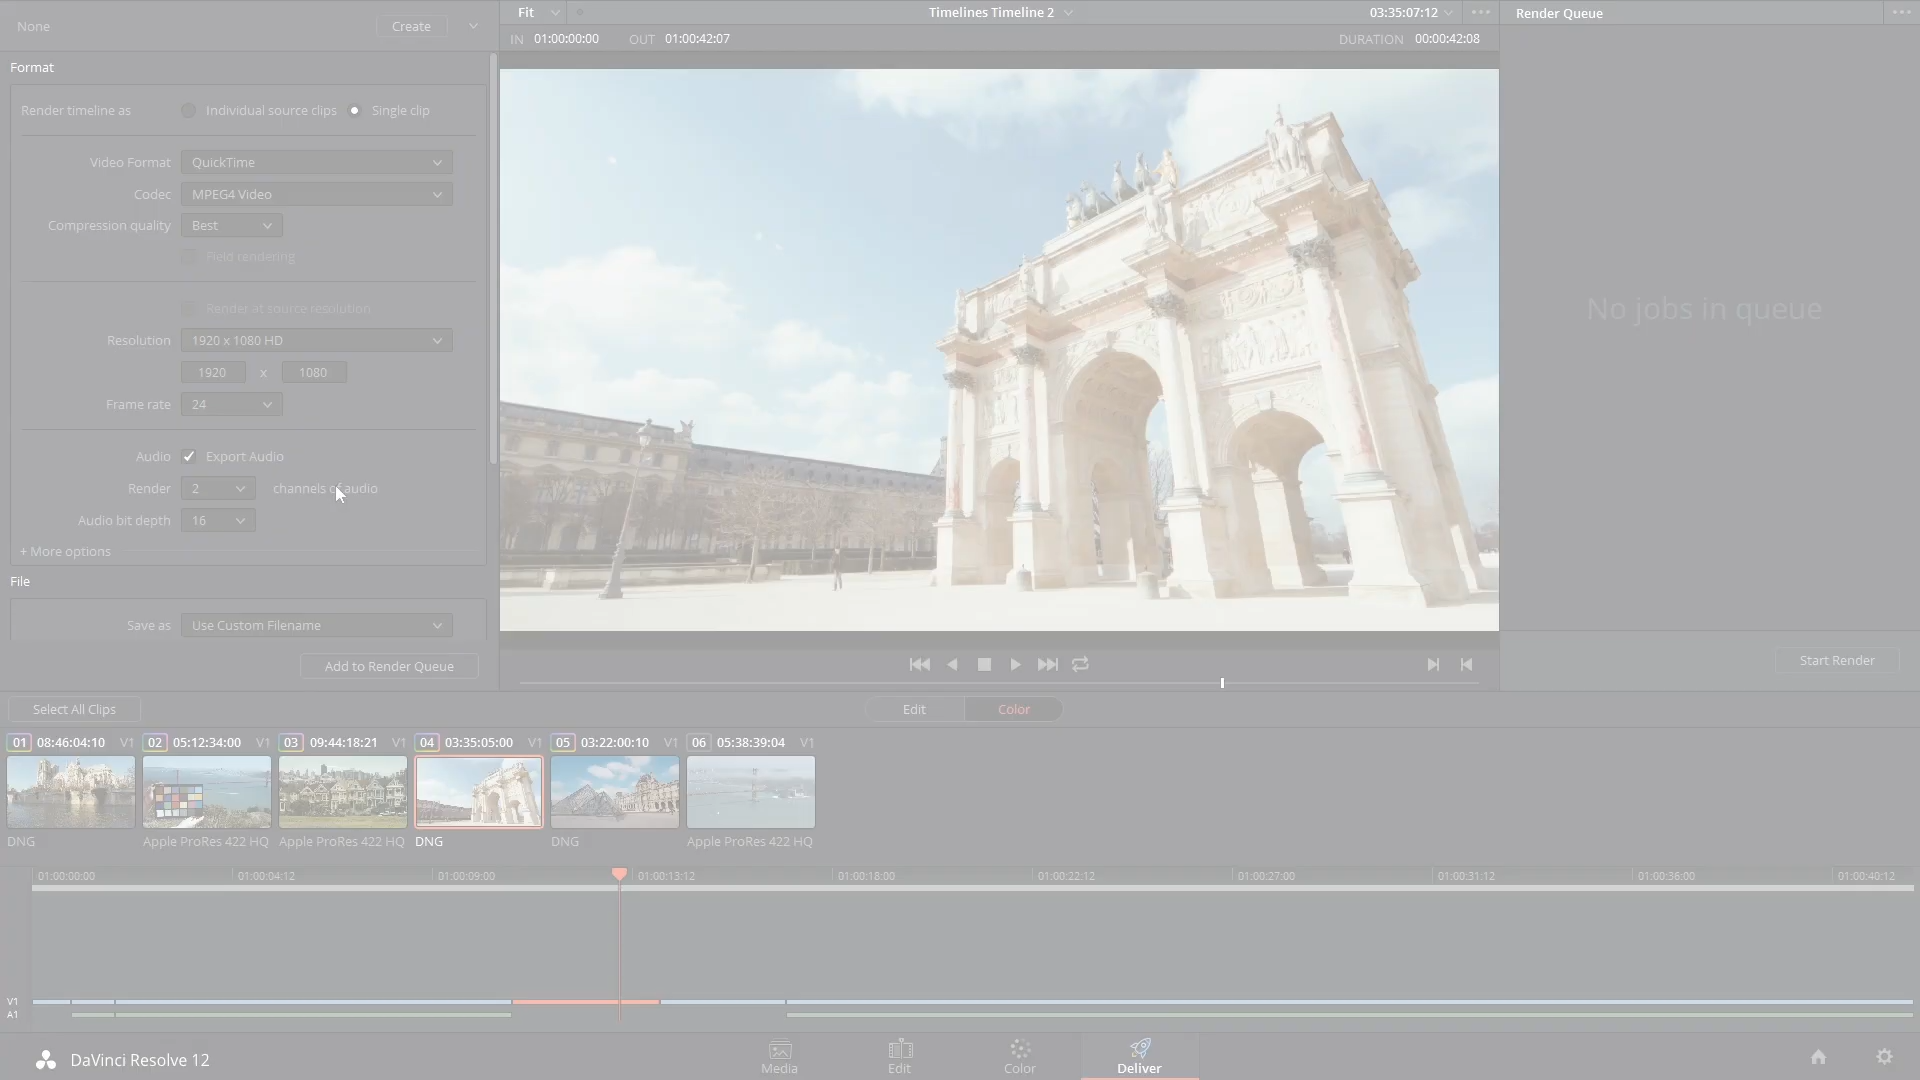 None
Create
Fit
Timelines Timeline 2
03:35:07:12
Render Queue
IN 01:00:00:00 OUT 01:00:42:07
DURATION 00:00:42:08
Format
Render timeline as Individual source clips Single clip
Video Format QuickTime
Codec MPEG4 Video
Compression quality Best
Field rendering
Render at source resolution
Resolution 1920 x 1080 HD
1920 x 1080
Frame rate 24
Audio Export Audio
Render 2 channels of audio
Audio bit depth 16
+ More options
File
Save as Use Custom Filename
Add to Render Queue
No jobs in queue
Start Render
Select All Clips
Edit Color
01 08:46:04:10 V1 02 05:12:34:00 V1 03 09:44:18:21 V1 04 03:35:05:00 V1 05 03:22:00:10 V1 06 05:38:39:04 V1
DNG Apple ProRes 422 HQ Apple ProRes 422 HQ DNG DNG Apple ProRes 422 HQ
01:00:00:00 01:00:04:12 01:00:09:00 01:00:13:12 01:00:18:00 01:00:22:12 01:00:27:00 01:00:31:12 01:00:36:00 01:00:40:12
V1
A1
DaVinci Resolve 12
Media Edit Color Deliver